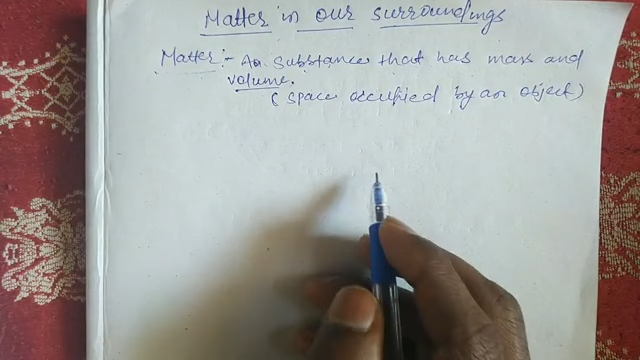 Matter in our surroundings
Matter :- An Substance that has mass and
volume.
( space occupied by an object)